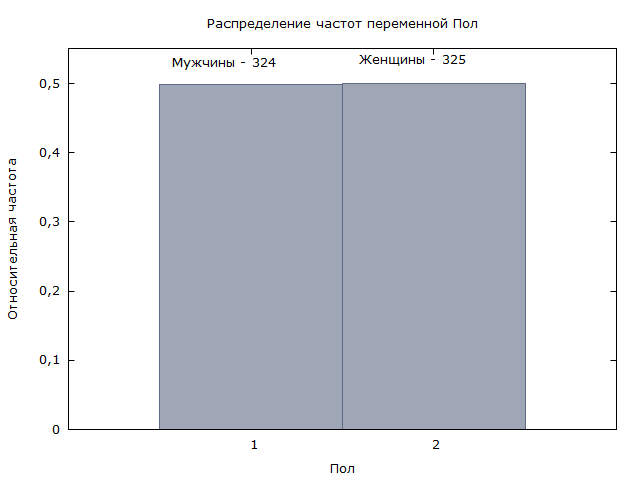 Распределение частот переменной Пол
Мужчины - 324
Женщины - 325
0,5
0,4
0,3
0,2
0,1
0
Относительная частота
1
2
Пол